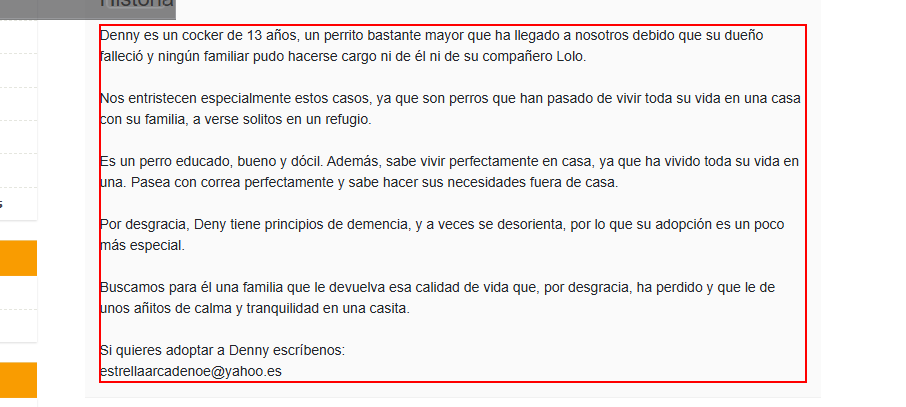 Historia
Denny es un cocker de 13 años, un perrito bastante mayor que ha llegado a nosotros debido que su dueño
falleció y ningún familiar pudo hacerse cargo ni de él ni de su compañero Lolo.
Nos entristecen especialmente estos casos, ya que son perros que han pasado de vivir toda su vida en una casa
con su familia, a verse solitos en un refugio.
Es un perro educado, bueno y dócil. Además, sabe vivir perfectamente en casa, ya que ha vivido toda su vida en
una. Pasea con correa perfectamente y sabe hacer sus necesidades fuera de casa.
s
Por desgracia, Deny tiene principios de demencia, y a veces se desorienta, por lo que su adopción es un poco
más especial.
Buscamos para él una familia que le devuelva esa calidad de vida que, por desgracia, ha perdido y que le de
unos añitos de calma y tranquilidad en una casita.
Si quieres adoptar a Denny escríbenos:
estrellaarcadenoe@yahoo.es